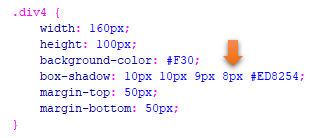 .div4 {
width: 160px;
height: 100px;
background-color: #F30;
box-shadow: 10px 10px 9px 8px #ED8254;
margin-top: 50px;
margin-bottom: 50px;
}